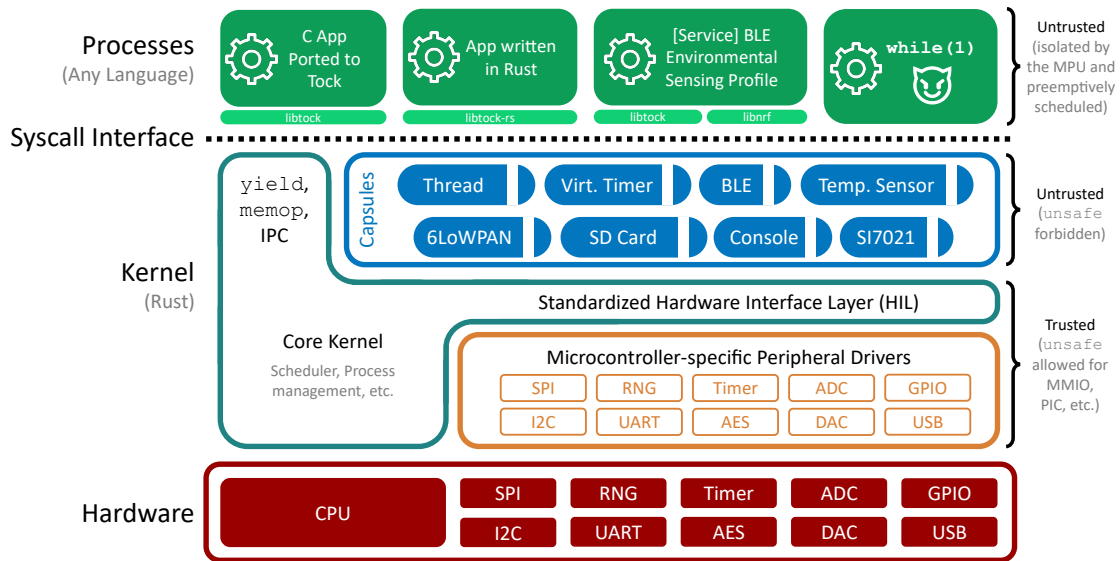 Processes
(Any Language)
C App
Ported to
Tock
libtock
App written
in Rust
libtock-rs
[Service] BLE
Environmental
Sensing Profile
libtock
libnrf
while(1)
Untrusted
(isolated by
the MPU and
preemptively
scheduled)
Syscall Interface
Kernel
(Rust)
yield,
memop,
IPC
Capsules
Thread
Virt. Timer
BLE
Temp. Sensor
6LoWPAN
SD Card
Console
SI7021
Untrusted
(unsafe
forbidden)
Standardized Hardware Interface Layer (HIL)
Core Kernel
Scheduler, Process
management, etc.
Microcontroller-specific Peripheral Drivers
SPI
RNG
Timer
ADC
GPIO
I2C
UART
AES
DAC
USB
Trusted
(unsafe
allowed for
MMIO,
PIC, etc.)
Hardware
CPU
SPI
RNG
Timer
ADC
GPIO
I2C
UART
AES
DAC
USB